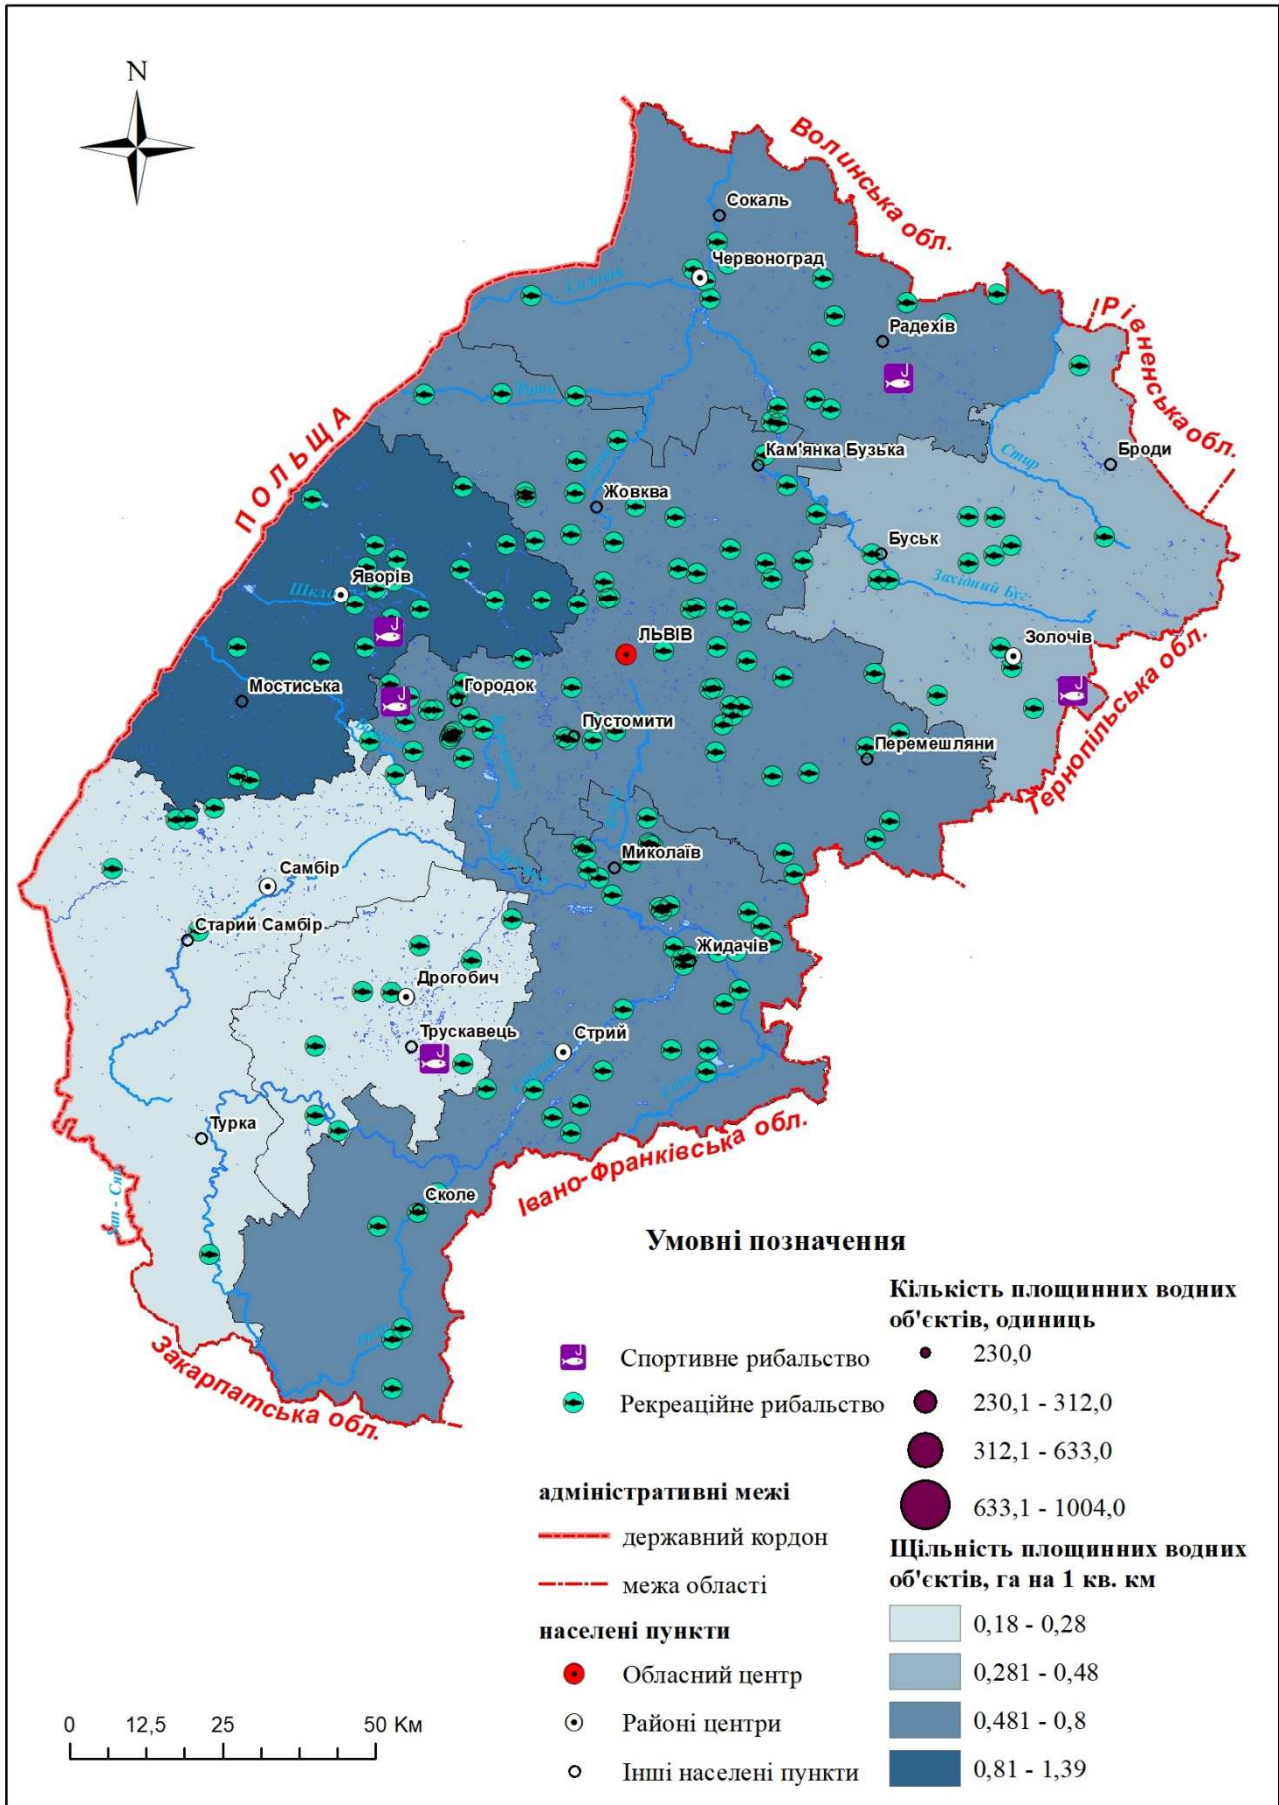 N
Волинська обл.
Сокаль
Червоноград
Солокія
Рівненська обл.
Радехів
Рата
ПОЛЬЩА
Стир
Броди
Кам'янка Бузька
Жовква
Буськ
Західний Буг
Яворів
Шкло
ЛЬВІВ
Золочів
Мостиська
Городок
Пустомити
Перемешляни
Тернопільська обл.
Миколаїв
Самбір
Старий Самбір
Жидачів
Дрогобич
Трускавець
Стрий
Турка
Сколе
Івано-Франківська обл.
Закарпатська обл.
Умовні позначення
Спортивне рибальство
Рекреаційне рибальство
адміністративні межі
державний кордон
межа області
населені пункти
Обласний центр
Районі центри
Інші населені пункти
Кількість площинних водних
об'єктів, одиниць
230,0
230,1 - 312,0
312,1 - 633,0
633,1 - 1004,0
Щільність площинних водних
об'єктів, га на 1 кв. км
0,18 - 0,28
0,281 - 0,48
0,481 - 0,8
0,81 - 1,39
0 12,5 25 50 Км